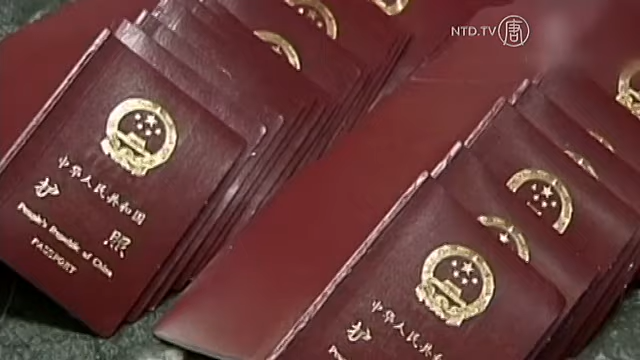 NTD.TV 唐
中华人民共和国
护 照
People's Republic of China
PASSPORT
中华人民共和国
护